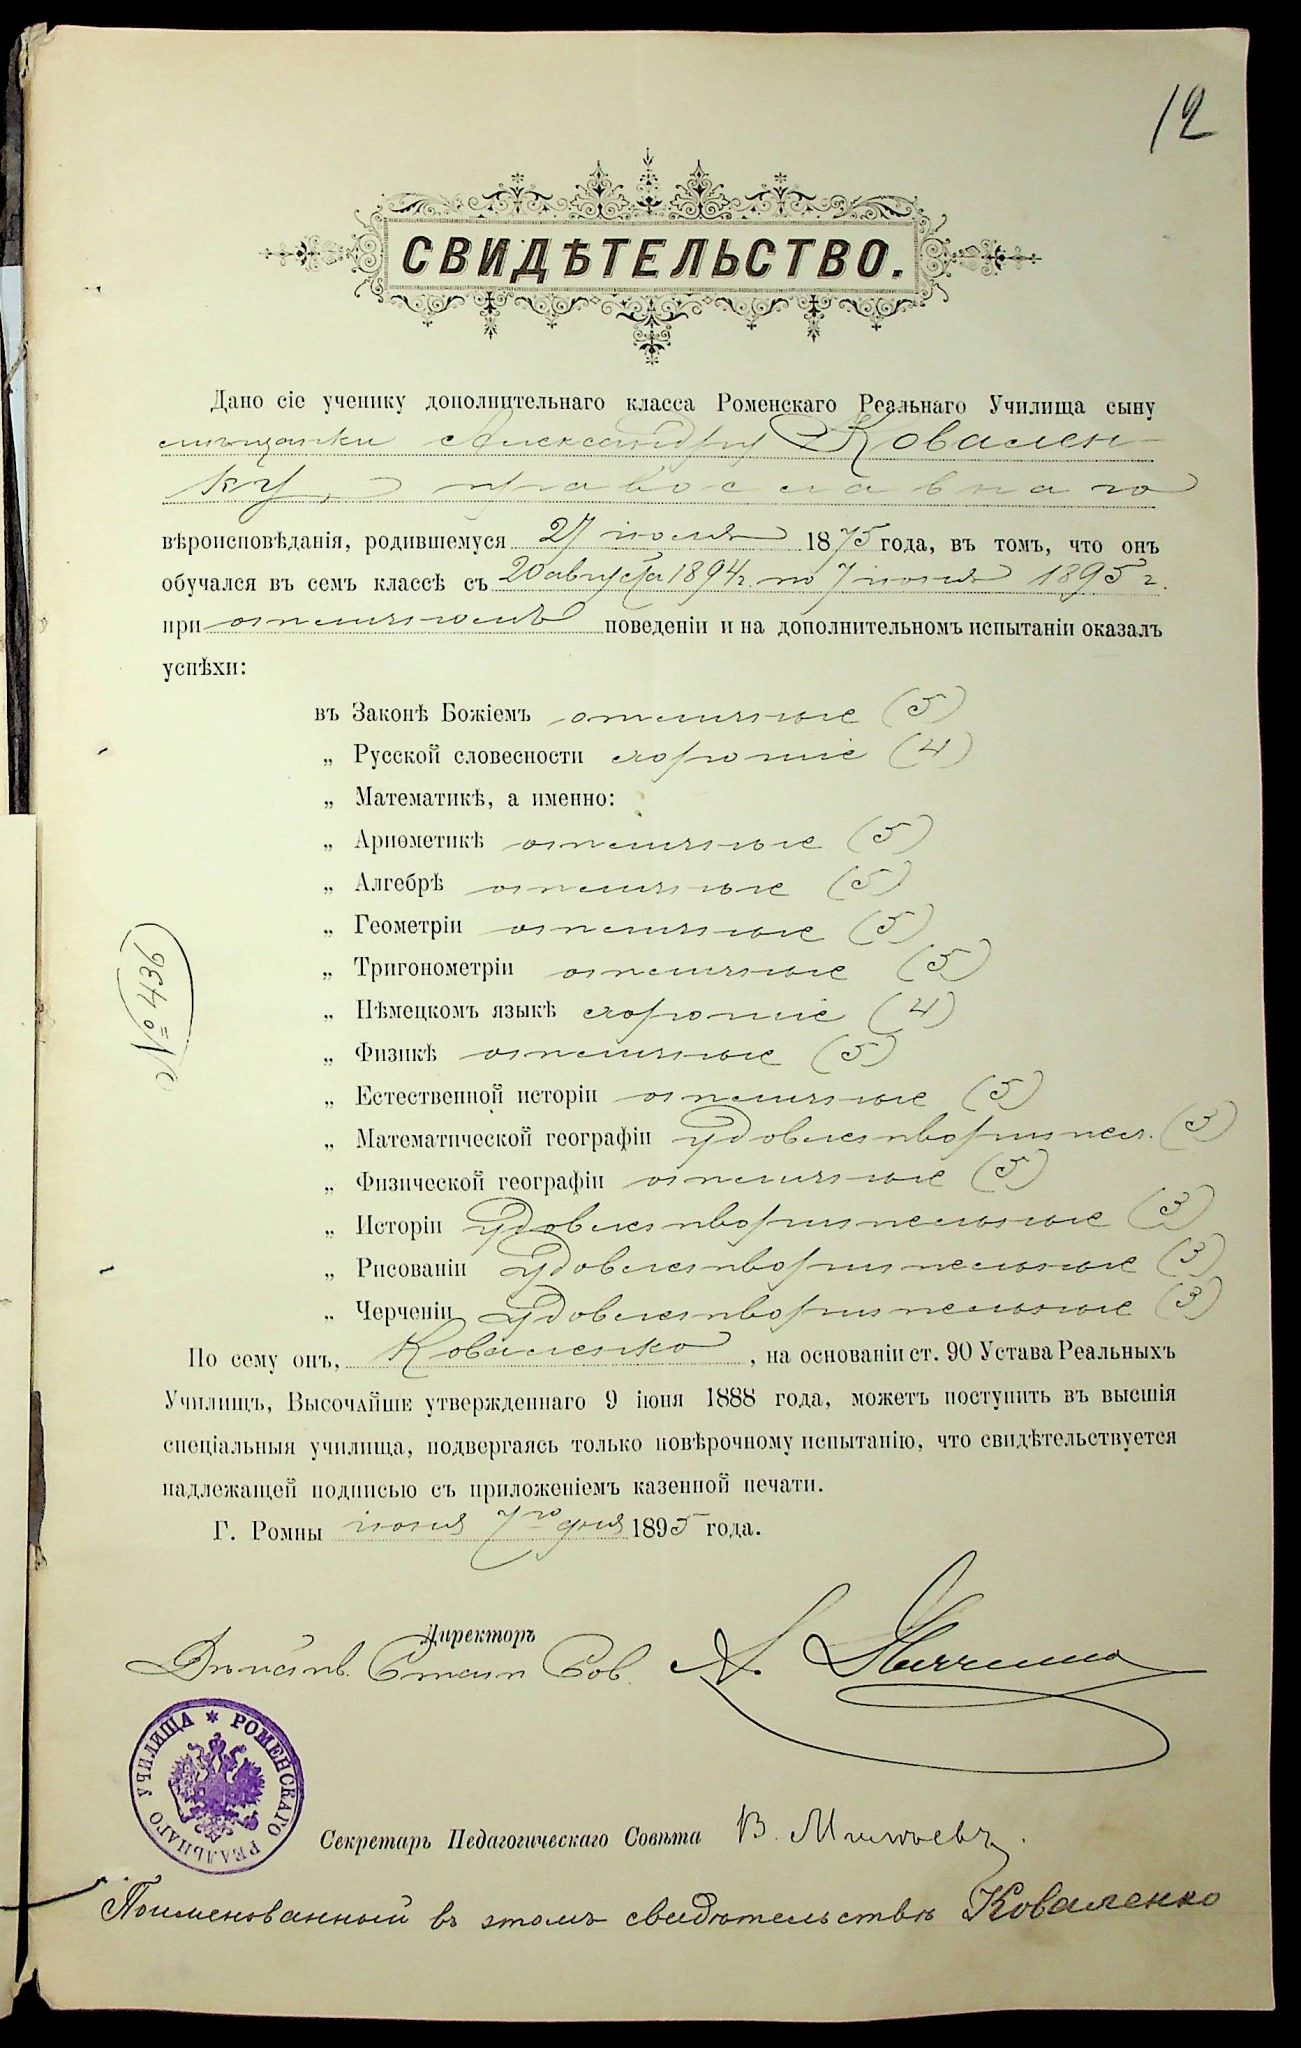 12
СВИДѢТЕЛЬСТВО.
Дано сіе ученику дополнительнаго класса Роменскаго Реальнаго Училища сыну
мѣщанки Александру Ковален-
ку, православнаго
вѣроисповѣданія, родившемуся 27 1875 года, въ томъ, что онъ
обучался въ сем классѣ съ 20 августа 1894 г. по 7 іюня 1895 г.
при отличномъ поведеніи и на дополнительномъ испытаніи оказалъ
успѣхи:
въ Законѣ Божіемъ отличные (5)
„ Русской словесности хорошіе (4)
„ Математикѣ, а именно:
„ Ариѳметикѣ отличные (5)
„ Алгебрѣ отличные (5)
„ Геометріи отличные (5)
„ Тригонометріи отличные (5)
„ Нѣмецкомъ языкѣ хорошіе (4)
„ Физикѣ отличные (5)
„ Естественной исторіи отличные (5)
„ Математической географіи удовлетворител. (3)
„ Физической географіи отличные (5)
„ Исторіи удовлетворительные (3)
„ Рисованіи удовлетворительные (3)
„ Черченіи удовлетворительные (3)
№ 436
По сему онъ, Коваленко, на основаніи ст. 90 Устава Реальныхъ
Училищъ, Высочайше утвержденнаго 9 іюня 1888 года, можетъ поступить въ высшія
спеціальныя училища, подвергаясь только повѣрочному испытанію, что свидѣтельствуется
надлежащей подписью съ приложеніемъ казенной печати.
Г. Ромны іюня 7го дня 1895 года.
Директоръ
Дѣйств. Стат. Сов.
РОМЕНСКАГО РЕАЛЬНАГО УЧИЛИЩА
Секретарь Педагогическаго Совѣта В.
Поименованный въ этомъ свидѣтельствѣ Коваленко